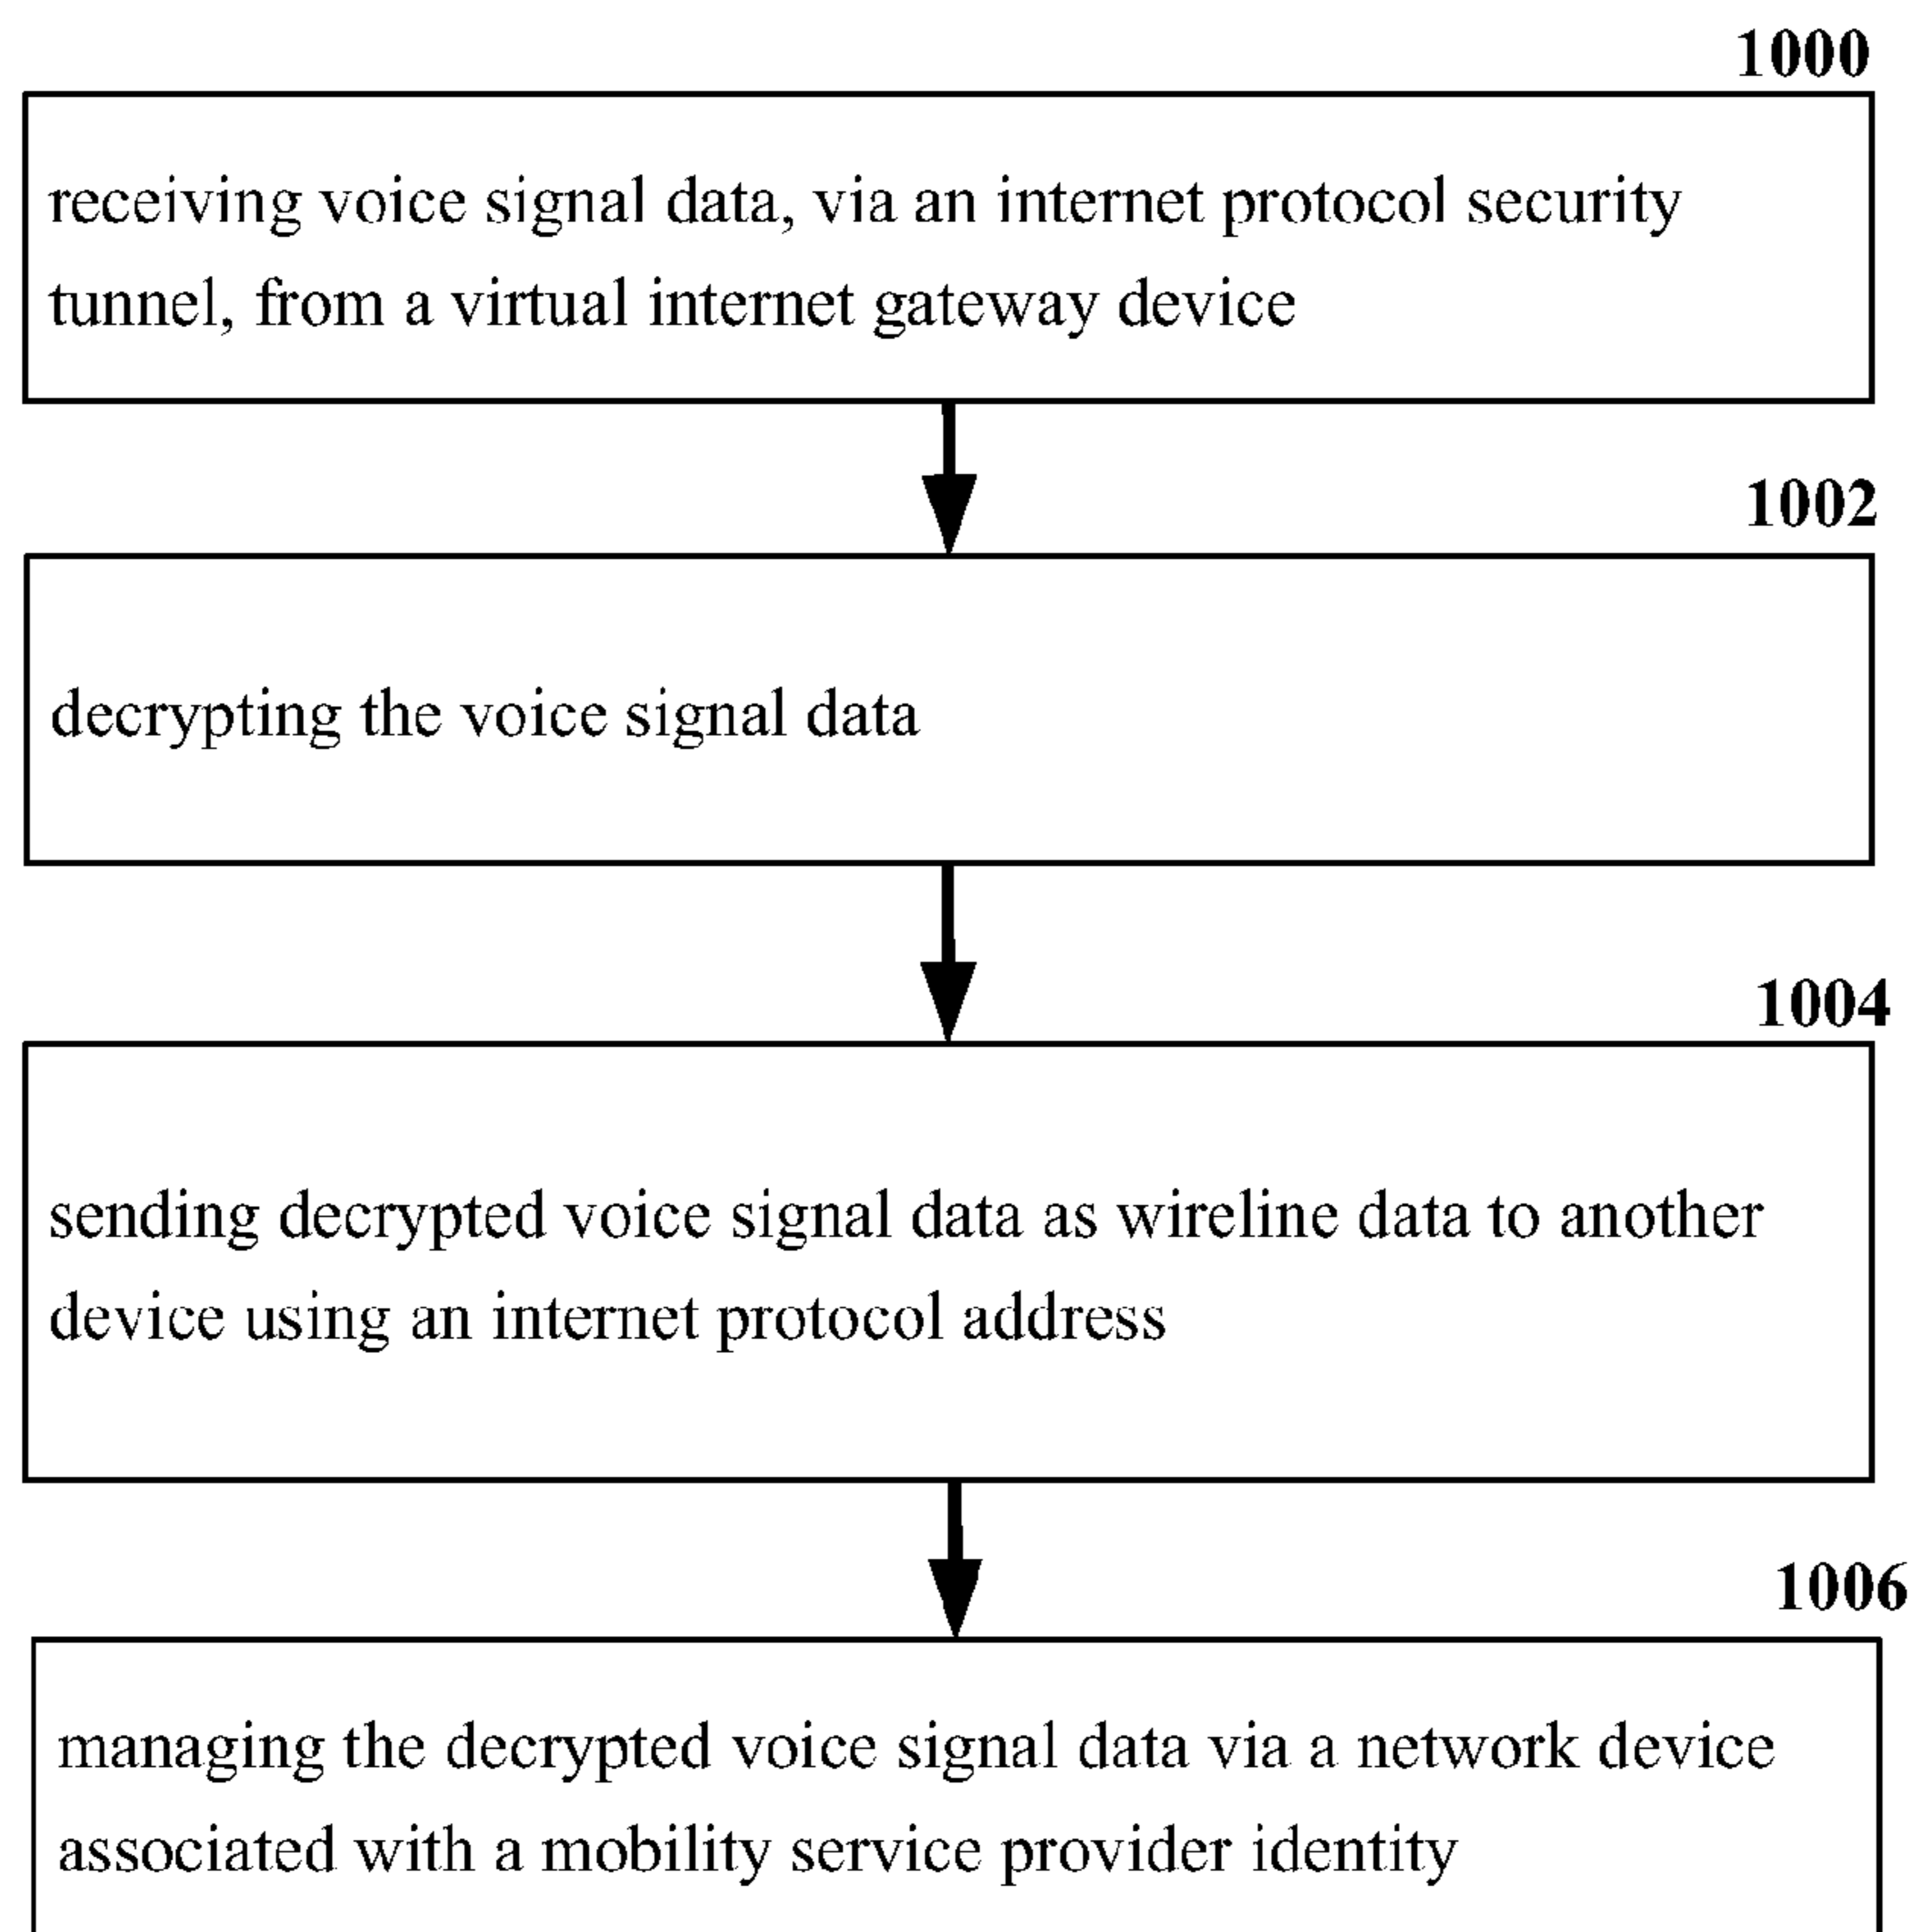 1000
receiving voice signal data, via an internet protocol security
tunnel, from a virtual internet gateway device
1002
decrypting the voice signal data
1004
sending decrypted voice signal data as wireline data to another
device using an internet protocol address
1006
managing the decrypted voice signal data via a network device
associated with a mobility service provider identity